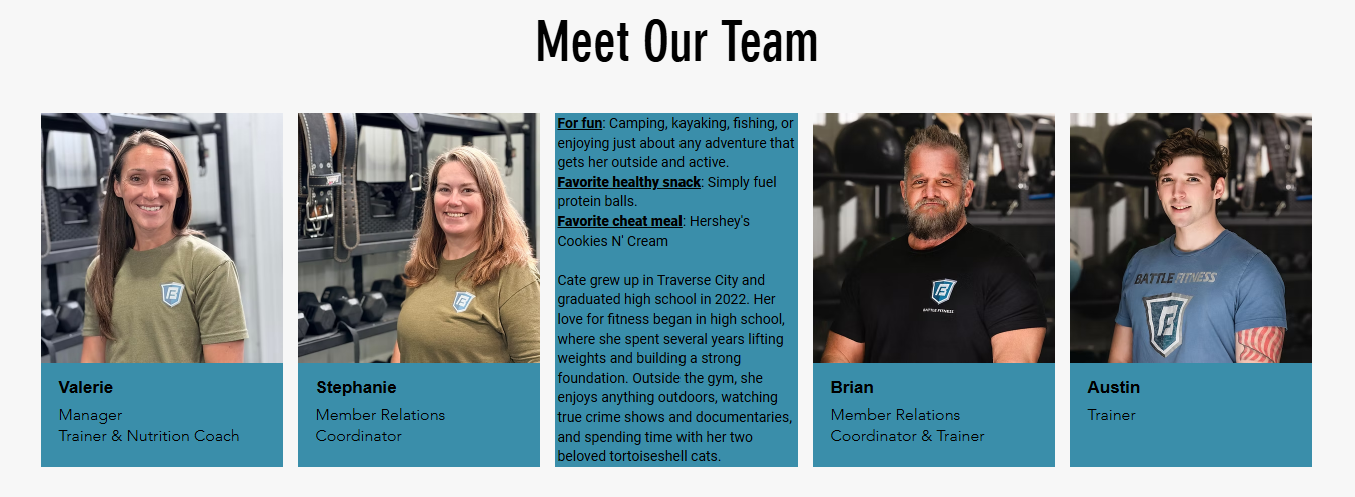 Meet Our Team
For fun: Camping, kayaking, fishing, or
enjoying just about any adventure that
gets her outside and active.
Favorite healthy snack: Simply fuel
protein balls.
Favorite cheat meal: Hershey's
Cookies N' Cream
Cate grew up in Traverse City and
graduated high school in 2022. Her
love for fitness began in high school,
where she spent several years lifting
weights and building a strong
foundation. Outside the gym, she
enjoys anything outdoors, watching
true crime shows and documentaries,
and spending time with her two
beloved tortoiseshell cats.
BATTLE FITNESS
BATTLE FITNESS
Valerie
Manager
Trainer & Nutrition Coach
Stephanie
Member Relations
Coordinator
Brian
Member Relations
Coordinator & Trainer
Austin
Trainer